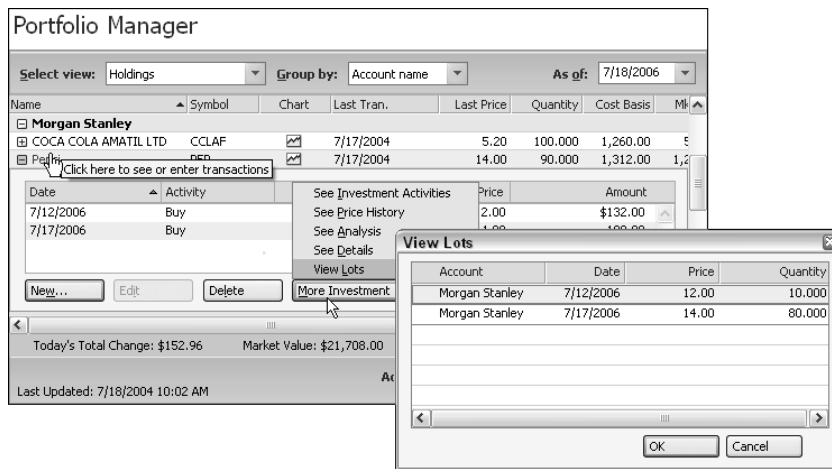 Portfolio Manager
Select view: Holdings Group by: Account name As of: 7/18/2006
Name Symbol Chart Last Tran. Last Price Quantity Cost Basis
Morgan Stanley
COCA COLA AMATIL LTD CCLAF 7/17/2004 5.20 100.000 1,260.00
7/17/2004 14.00 90.000 1,312.00
Click here to see or enter transactions
Date Activity Price Amount
7/12/2006 Buy 2.00 $132.00
7/17/2006 Buy
See Investment Activities
See Price History
See Analysis
See Details
View Lots
New... Edit Delete More Investment
Today's Total Change: $152.96 Market Value: $21,708.00
Last Updated: 7/18/2004 10:02 AM
View Lots
Account Date Price Quantity
Morgan Stanley 7/12/2006 12.00 10.000
Morgan Stanley 7/17/2006 14.00 80.000
OK Cancel